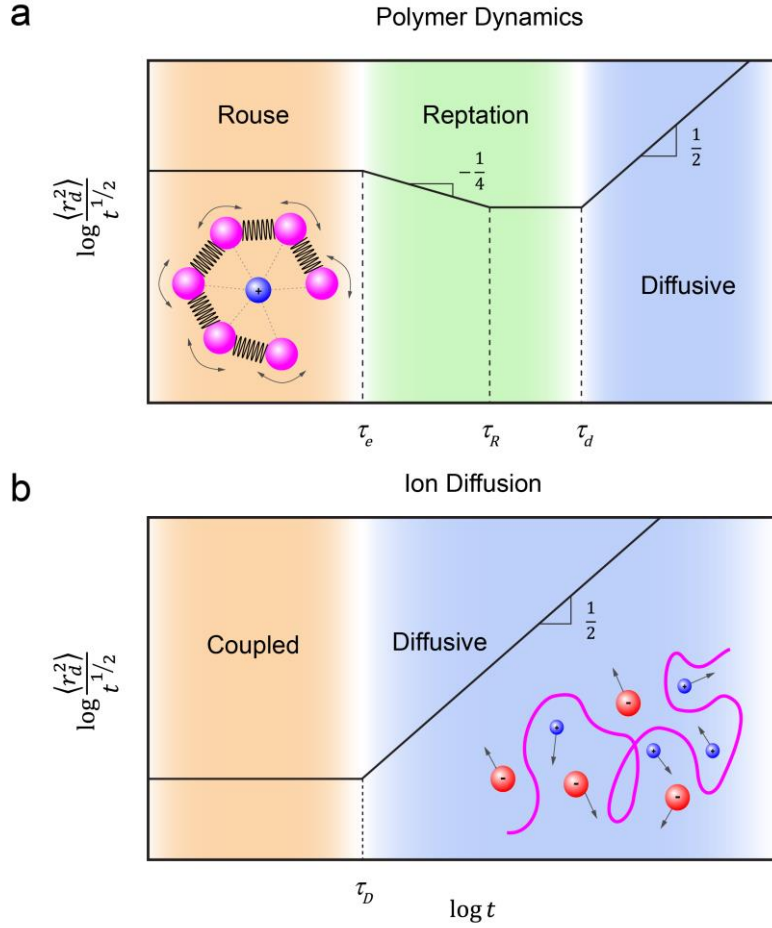 a
Polymer Dynamics
Rouse
Reptation
Diffusive
log ⟨r_d^2⟩/t^{1/2}
-1/4
1/2
+
τ_e
τ_R
τ_d
b
Ion Diffusion
Coupled
Diffusive
log ⟨r_d^2⟩/t^{1/2}
1/2
+
-
+
-
-
+
+
-
τ_D
log t